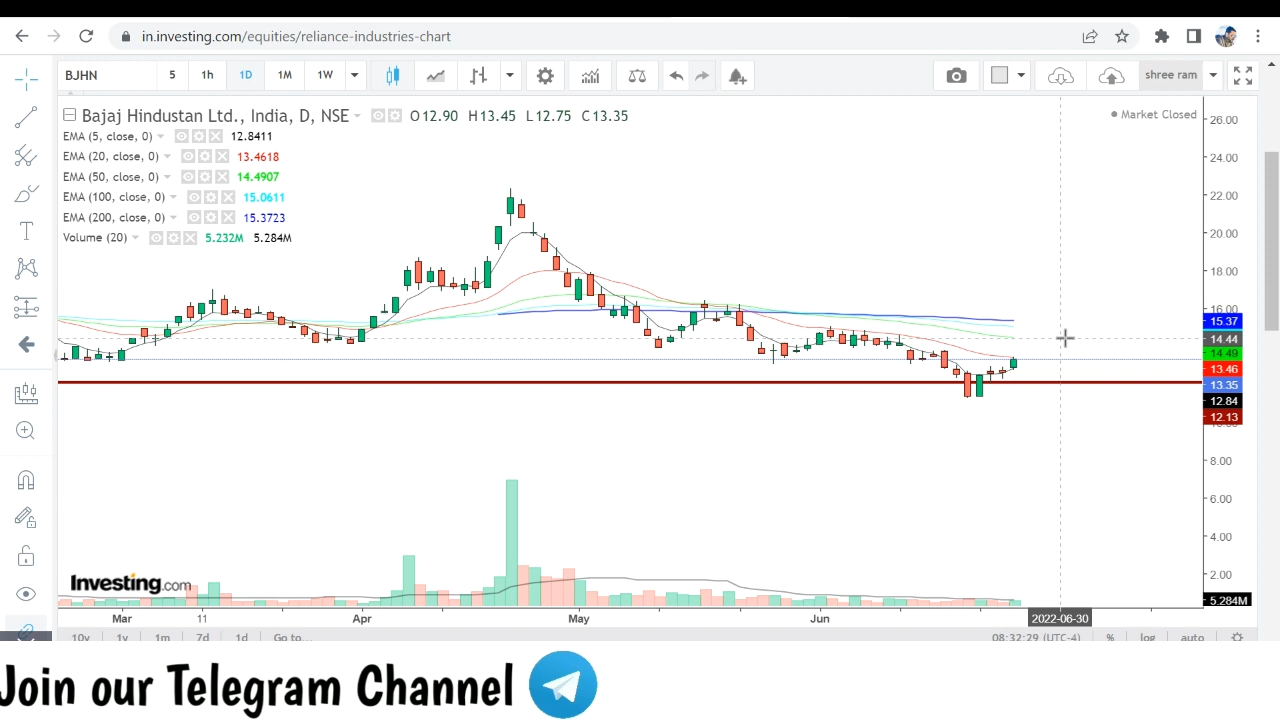 in.investing.com/equities/reliance-industries-chart
BJHN 5 1h 1D 1M 1W shree ram
Bajaj Hindustan Ltd., India, D, NSE O12.90 H13.45 L12.75 C13.35
Market Closed
EMA (5, close, 0) 12.8411
EMA (20, close, 0) 13.4618
EMA (50, close, 0) 14.4907
EMA (100, close, 0) 15.0611
EMA (200, close, 0) 15.3723
Volume (20) 5.232M 5.284M
26.00
24.00
22.00
20.00
18.00
16.00
15.37
14.44
14.49
13.46
13.35
12.84
12.13
8.00
6.00
4.00
2.00
5.284M
Investing.com
Mar 11 Apr May Jun 2022-06-30
10y 1y 1m 7d 1d Go to... 08:32:29 (UTC-4) % log auto
Join our Telegram Channel